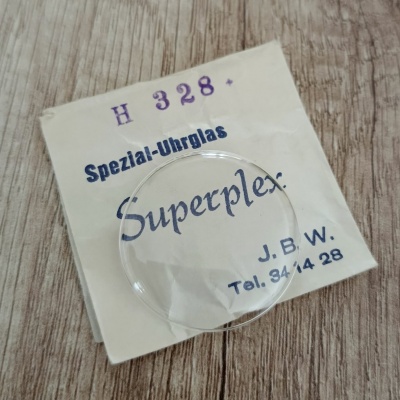 H 328.
Spezial-Uhrglas
Superplex
J. B. W.
Tel. 34 14 28